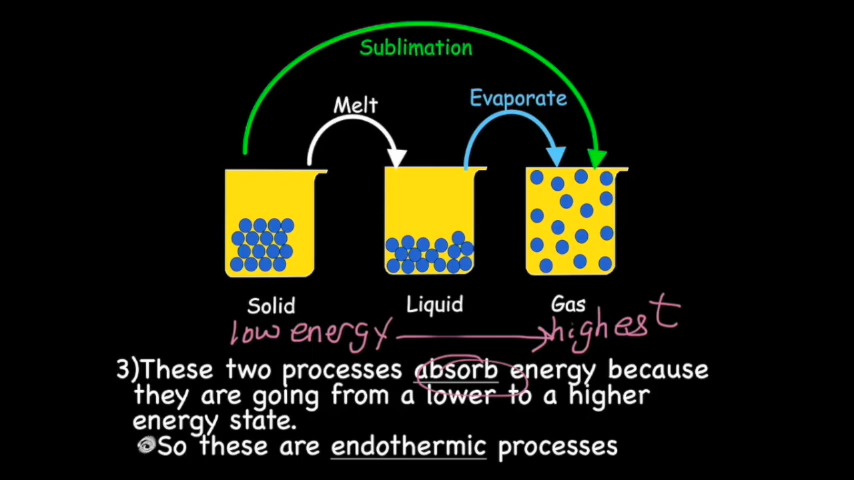 Sublimation
Melt
Evaporate
Solid
Liquid
Gas
low energy
highest
3)These two processes absorb energy because
they are going from a lower to a higher
energy state.
So these are endothermic processes